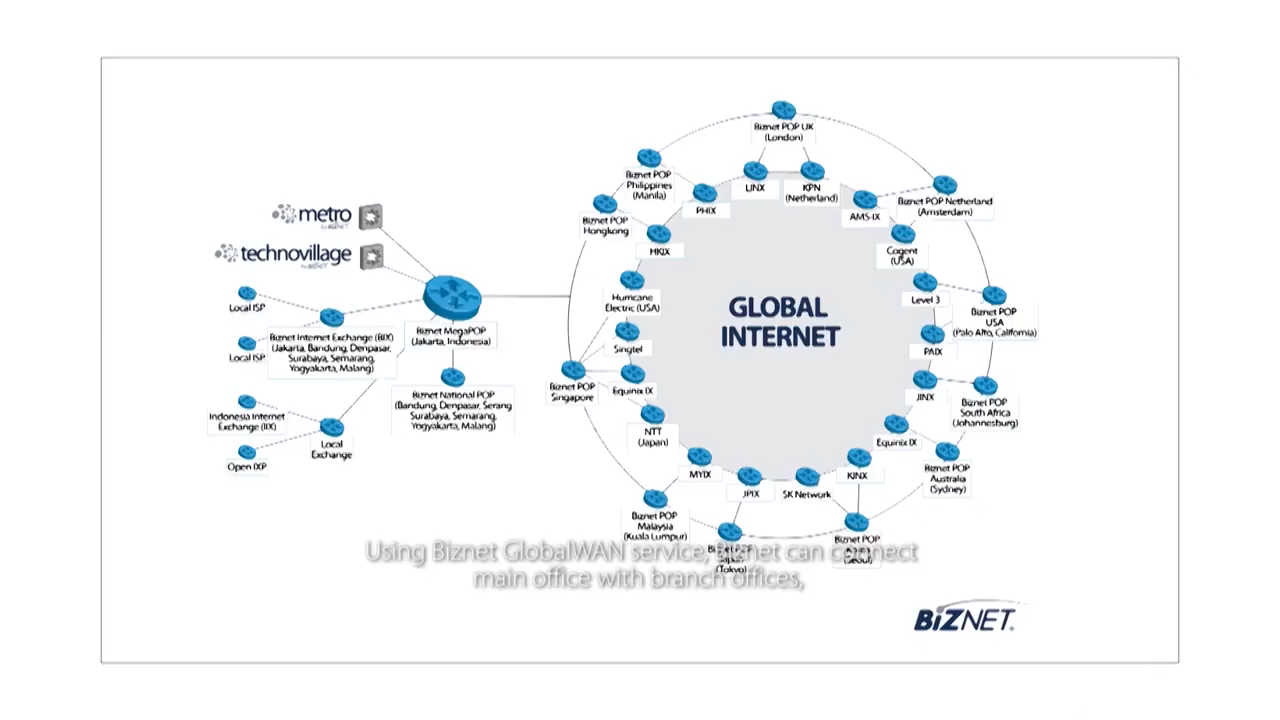 metro
by BIZNET
technovillage
by BIZNET
Local ISP
Local ISP
Biznet Internet Exchange (BIX)
(Jakarta, Bandung, Denpasar,
Surabaya, Semarang,
Yogyakarta, Malang)
Indonesia Internet
Exchange (IIX)
Open IXP
Local
Exchange
Biznet MegaPOP
(Jakarta, Indonesia)
Biznet National POP
(Bandung, Denpasar, Serang
Surabaya, Semarang,
Yogyakarta, Malang)
Biznet POP UK
(London)
Biznet POP
Philippines
(Manila)
Biznet POP
Hongkong
LINX
KPN
(Netherland)
PHIX
HKIX
AMS-IX
Biznet POP Netherland
(Amsterdam)
Cogent
(USA)
Hurricane
Electric (USA)
Level 3
Biznet POP
USA
(Palo Alto, California)
GLOBAL
INTERNET
Singtel
PAIX
Biznet POP
Singapore
Equinix IX
JINX
Biznet POP
South Africa
(Johannesburg)
NTT
(Japan)
Equinix IX
MYIX
JPIX
SK Network
KINX
Biznet POP
Australia
(Sydney)
Biznet POP
Malaysia
(Kuala Lumpur)
(Tokyo)
Biznet POP
(Seoul)
Using Biznet GlobalWAN service, Biznet can connect
main office with branch offices,
BiZNET